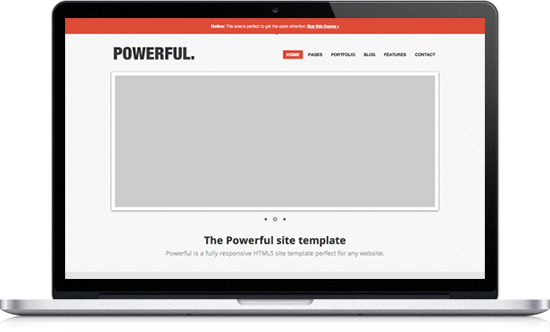 Notice: This area is perfect to get the users attention. Buy this theme »
POWERFUL.
HOME PAGES PORTFOLIO BLOG FEATURES CONTACT
The Powerful site template
Powerful is a fully responsive HTML5 site template perfect for any website.